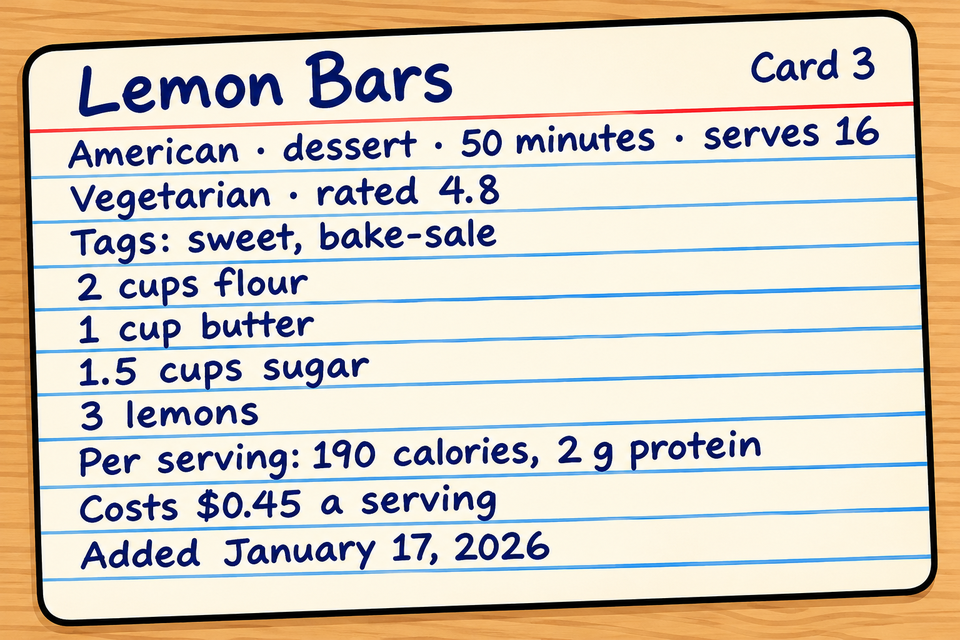 Lemon Bars
Card 3
American · dessert · 50 minutes · serves 16
Vegetarian · rated 4.8
Tags: sweet, bake-sale
2 cups flour
1 cup butter
1.5 cups sugar
3 lemons
Per serving: 190 calories, 2 g protein
Costs $0.45 a serving
Added January 17, 2026